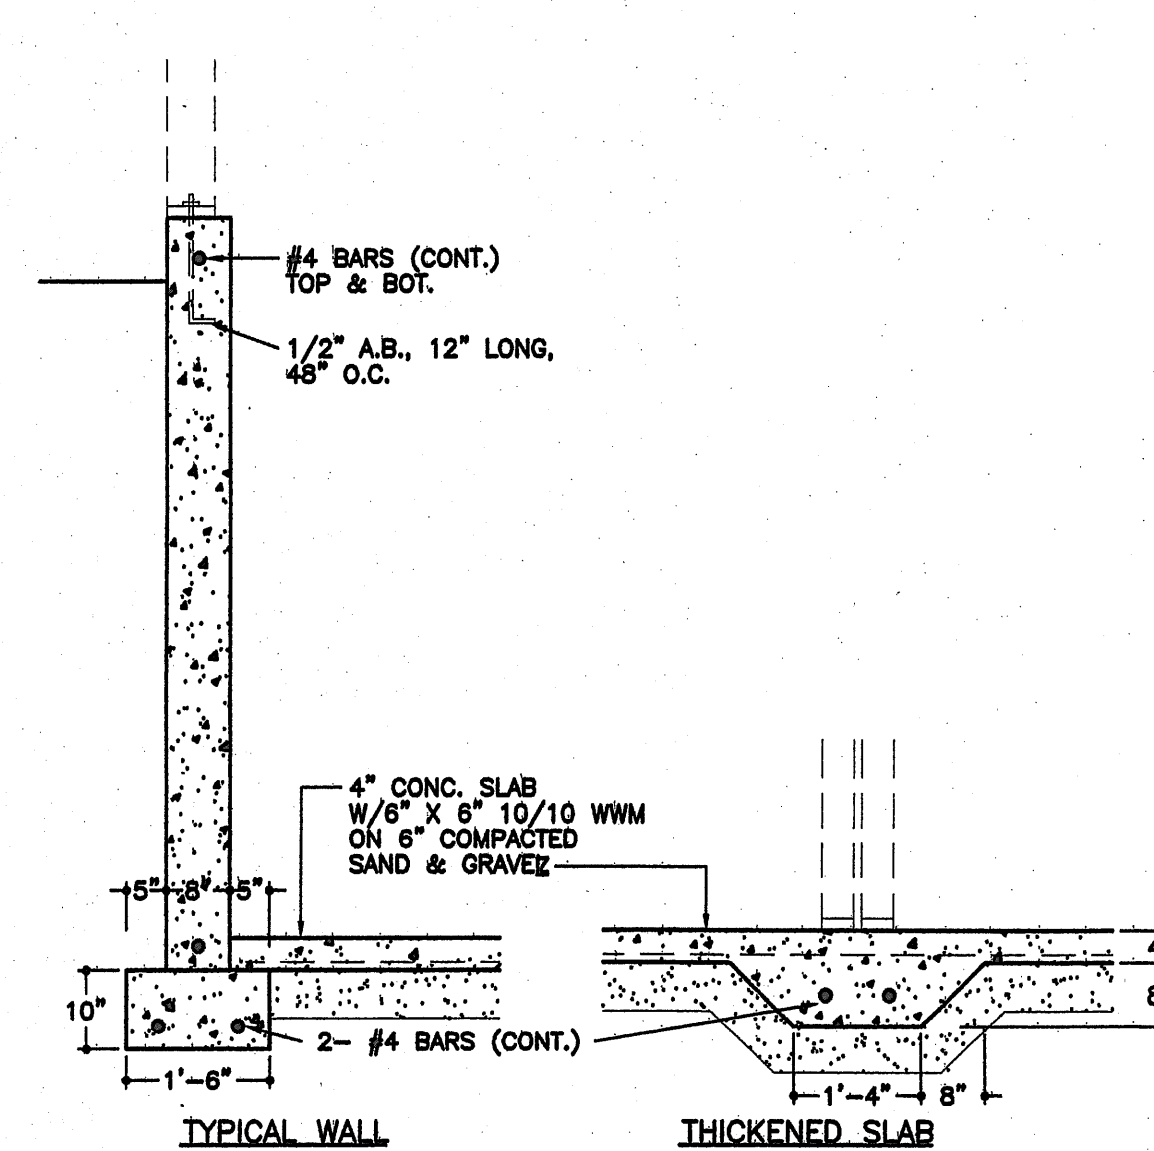 #4 BARS (CONT.)
TOP & BOT.
1/2" A.B., 12" LONG,
48" O.C.
4" CONC. SLAB
W/6" X 6" 10/10 WWM
ON 6" COMPACTED
SAND & GRAVEL
5" 8" 5"
10"
2- #4 BARS (CONT.)
1'-6"
1'-4" 8"
TYPICAL WALL
THICKENED SLAB